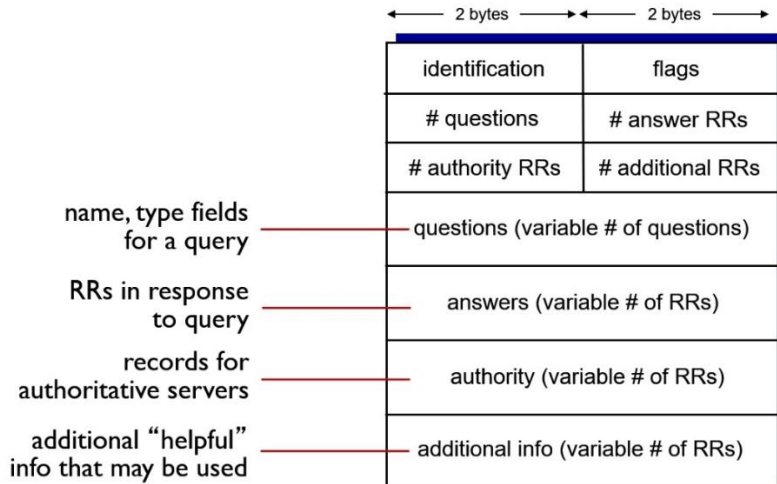 2 bytes 2 bytes
identification flags
# questions # answer RRs
# authority RRs # additional RRs
name, type fields
for a query
questions (variable # of questions)
RRs in response
to query
answers (variable # of RRs)
records for
authoritative servers
authority (variable # of RRs)
additional “helpful”
info that may be used
additional info (variable # of RRs)